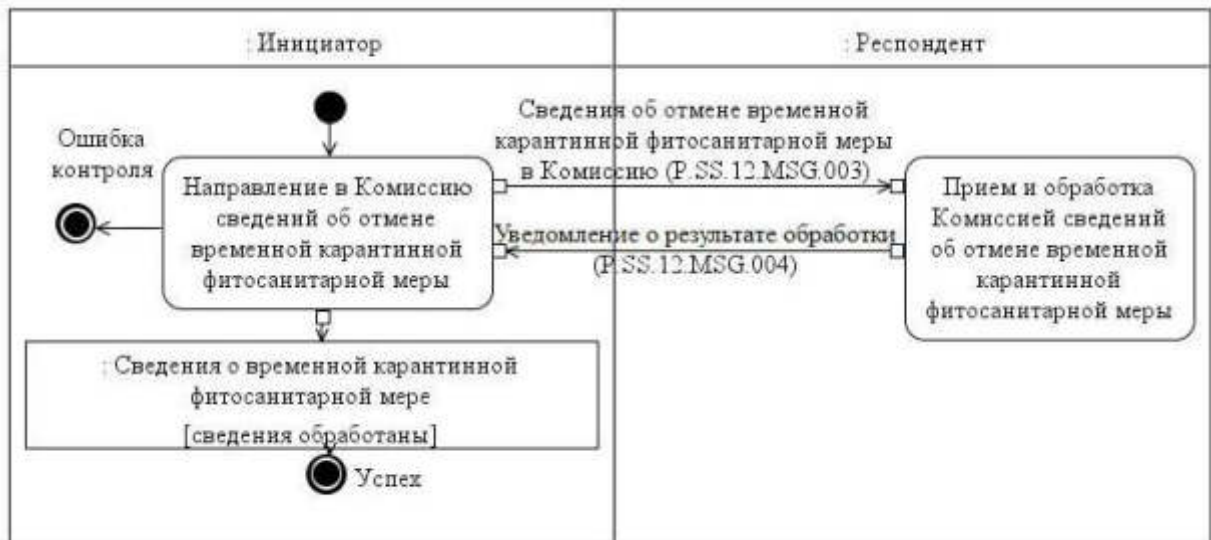 : Инициатор
: Респондент
Ошибка
контроля
Направление в Комиссию
сведений об отмене
временной карантинной
фитосанитарной меры
Сведения об отмене временной
карантинной фитосанитарной меры
в Комиссию (P.SS.12.MSG.003)
Уведомление о результате обработки
(P.SS.12.MSG.004)
Прием и обработка
Комиссией сведений
об отмене временной
карантинной
фитосанитарной меры
: Сведения о временной карантинной
фитосанитарной мере
[сведения обработаны]
Успех